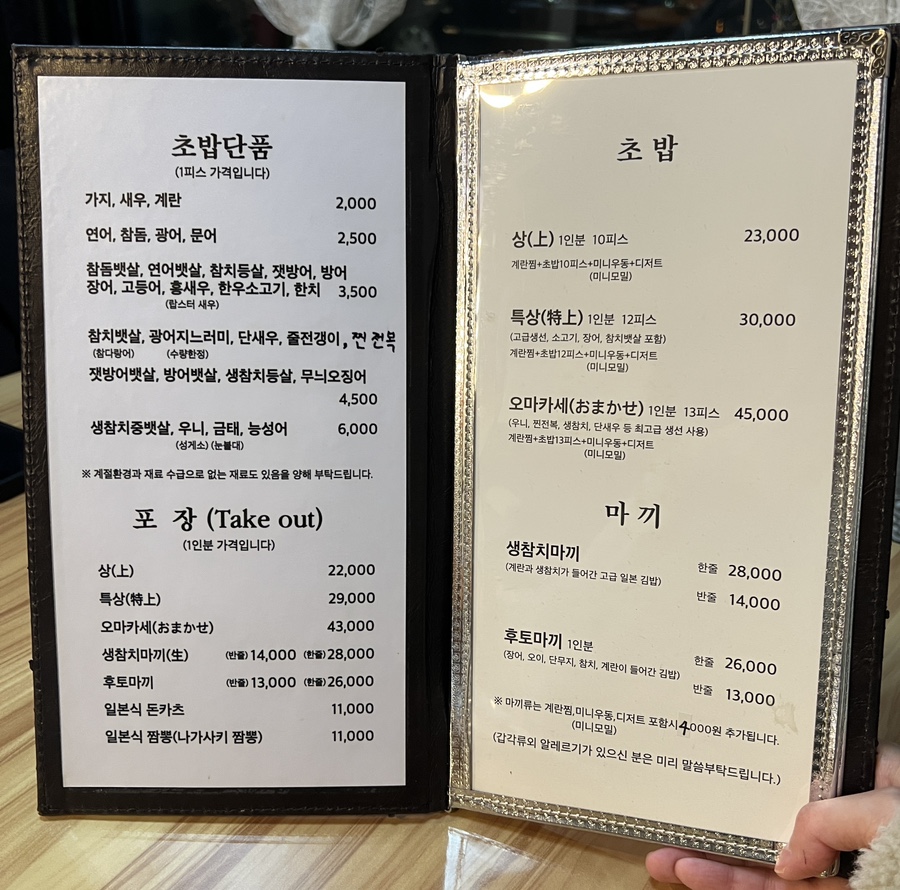 초밥단품
(1피스 가격입니다)
가지, 새우, 계란 2,000
연어, 참돔, 광어, 문어 2,500
참돔뱃살, 연어뱃살, 참치등살, 잿방어, 방어
장어, 고등어, 홍새우, 한우소고기, 한치 3,500
(랍스터 새우)
참치뱃살, 광어지느러미, 단새우, 줄전갱이, 찐전복
(참다랑어) (수량한정)
잿방어뱃살, 방어뱃살, 생참치등살, 무늬오징어
4,500
생참치중뱃살, 우니, 금태, 능성어 6,000
(성게소) (눈볼대)
※ 계절환경과 재료 수급으로 없는 재료도 있음을 양해 부탁드립니다.
포 장 (Take out)
(1인분 가격입니다)
상(上) 22,000
특상(特上) 29,000
오마카세(おまかせ) 43,000
생참치마끼(生) (반줄)14,000 (한줄)28,000
후토마끼 (반줄)13,000 (한줄)26,000
일본식 돈카츠 11,000
일본식 짬뽕(나가사키 짬뽕) 11,000
초 밥
상(上) 1인분 10피스 23,000
계란찜+초밥10피스+미니우동+디저트
(미니모밀)
특상(特上) 1인분 12피스 30,000
(고급생선, 소고기, 장어, 참치뱃살 포함)
계란찜+초밥12피스+미니우동+디저트
(미니모밀)
오마카세(おまかせ) 1인분 13피스 45,000
(우니, 찐전복, 생참치, 단새우 등 최고급 생선 사용)
계란찜+초밥13피스+미니우동+디저트
(미니모밀)
마 끼
생참치마끼 한줄 28,000
(계란과 생참치가 들어간 고급 일본 김밥)
반줄 14,000
후토마끼 1인분 한줄 26,000
(장어, 오이, 단무지, 참치, 계란이 들어간 김밥)
반줄 13,000
※ 마끼류는 계란찜,미니우동,디저트 포함시 4000원 추가됩니다.
(미니모밀)
(갑각류외 알레르기가 있으신 분은 미리 말씀부탁드립니다.)